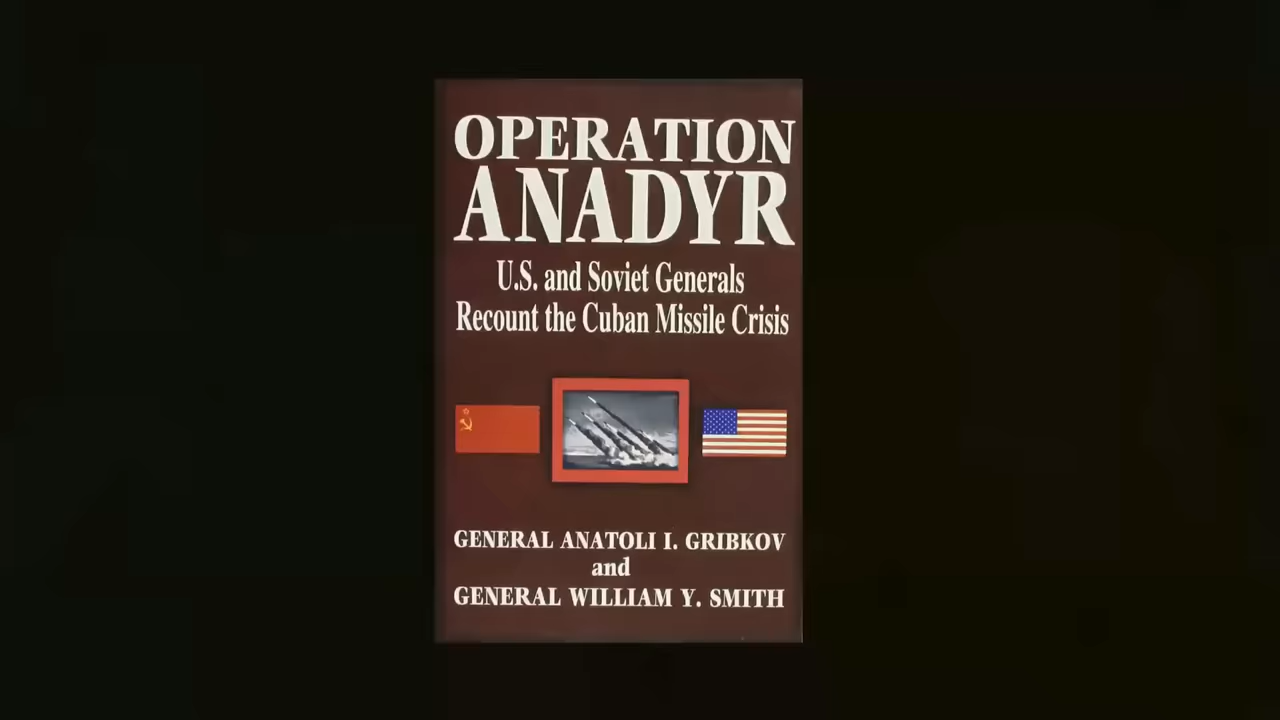 OPERATION
ANADYR
U.S. and Soviet Generals
Recount the Cuban Missile Crisis
GENERAL ANATOLI I. GRIBKOV
and
GENERAL WILLIAM Y. SMITH